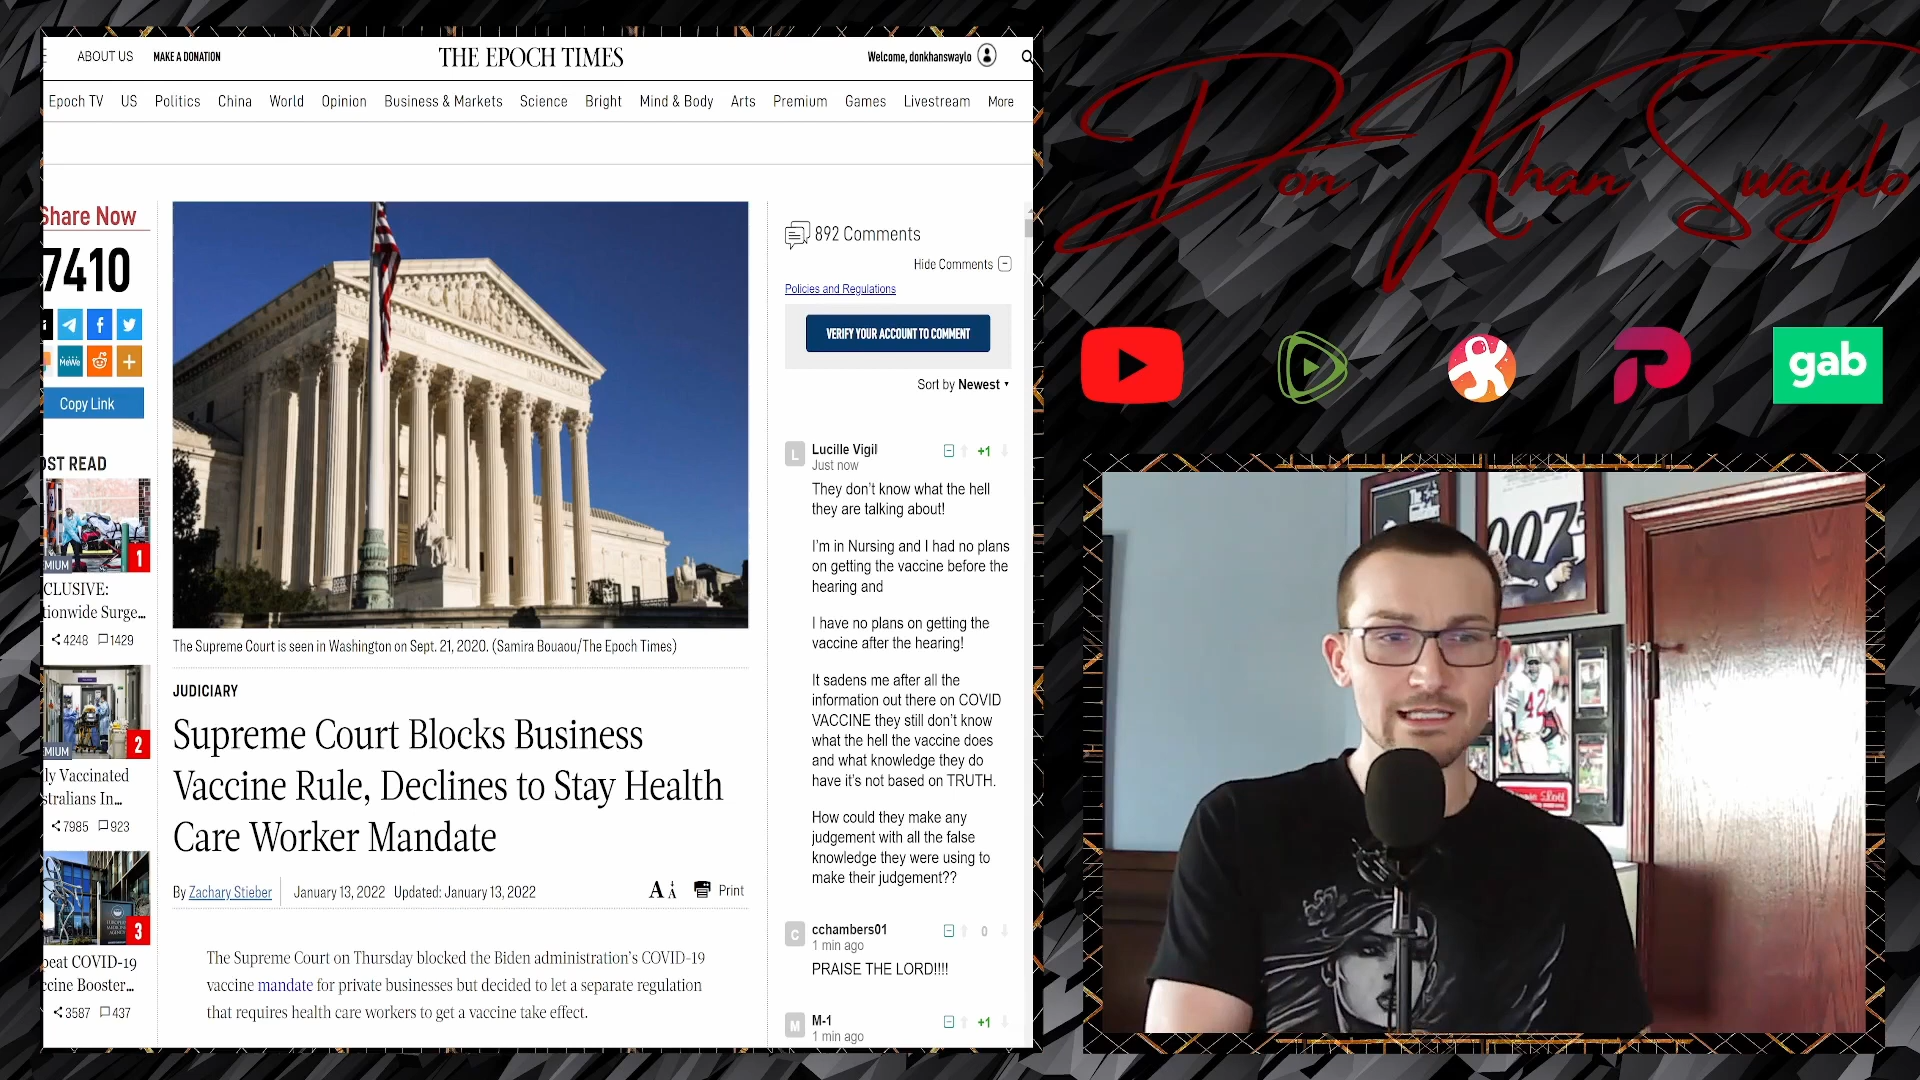 ABOUT US
MAKE A DONATION
THE EPOCH TIMES
Welcome, donkhanswaylo
Epoch TV US Politics China World Opinion Business & Markets Science Bright Mind & Body Arts Premium Games Livestream More
Share Now
7410
MeWe
Copy Link
OST READ
MIUM
1
CLUSIVE:
tionwide Surge...
4248 1429
MIUM
2
ly Vaccinated
stralians In...
7985 923
3
peat COVID-19
ccine Booster...
3587 437
The Supreme Court is seen in Washington on Sept. 21, 2020. (Samira Bouaou/The Epoch Times)
JUDICIARY
Supreme Court Blocks Business
Vaccine Rule, Declines to Stay Health
Care Worker Mandate
By Zachary Stieber January 13, 2022 Updated: January 13, 2022
A A Print
The Supreme Court on Thursday blocked the Biden administration's COVID-19
vaccine mandate for private businesses but decided to let a separate regulation
that requires health care workers to get a vaccine take effect.
892 Comments
Hide Comments
Policies and Regulations
VERIFY YOUR ACCOUNT TO COMMENT
Sort by Newest
L
Lucille Vigil
+1
Just now
They don't know what the hell
they are talking about!
I'm in Nursing and I had no plans
on getting the vaccine before the
hearing and
I have no plans on getting the
vaccine after the hearing!
It sadens me after all the
information out there on COVID
VACCINE they still don't know
what the hell the vaccine does
and what knowledge they do
have it's not based on TRUTH.
How could they make any
judgement with all the false
knowledge they were using to
make their judgement??
C
cchambers01
0
1 min ago
PRAISE THE LORD!!!!
M
M-1
+1
1 min ago
Don Khan Swaylo
gab
007
42